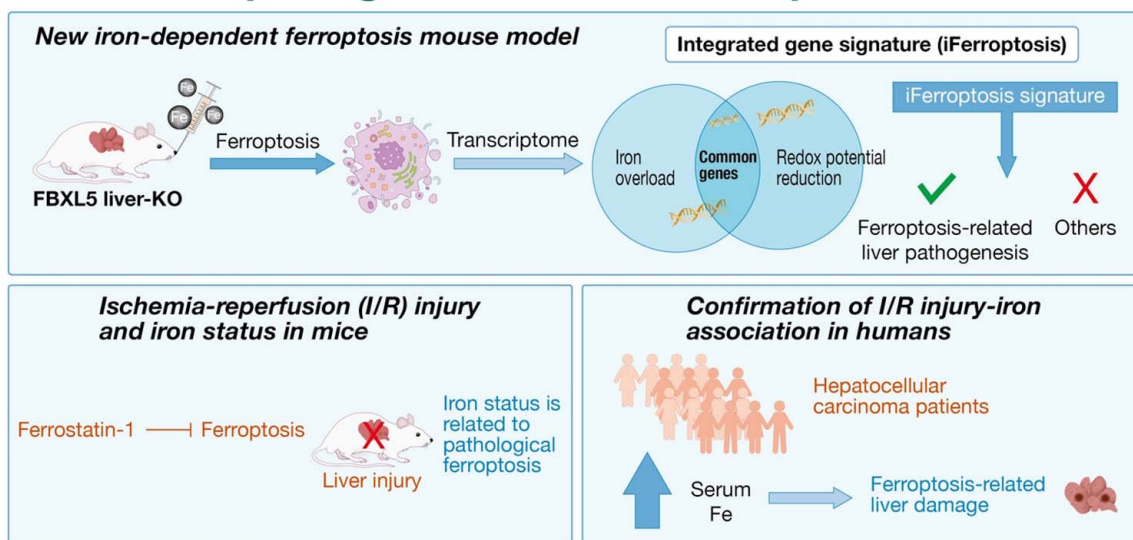 New iron-dependent ferroptosis mouse model
Fe
Fe
Fe
FBXL5 liver-KO
Ferroptosis
Transcriptome
Integrated gene signature (iFerroptosis)
Iron
overload
Common
genes
Redox potential
reduction
iFerroptosis signature
Ferroptosis-related
liver pathogenesis
X
Others
Ischemia-reperfusion (I/R) injury
and iron status in mice
Ferrostatin-1
Ferroptosis
X
Liver injury
Iron status is
related to
pathological
ferroptosis
Confirmation of I/R injury-iron
association in humans
Hepatocellular
carcinoma patients
Serum
Fe
Ferroptosis-related
liver damage